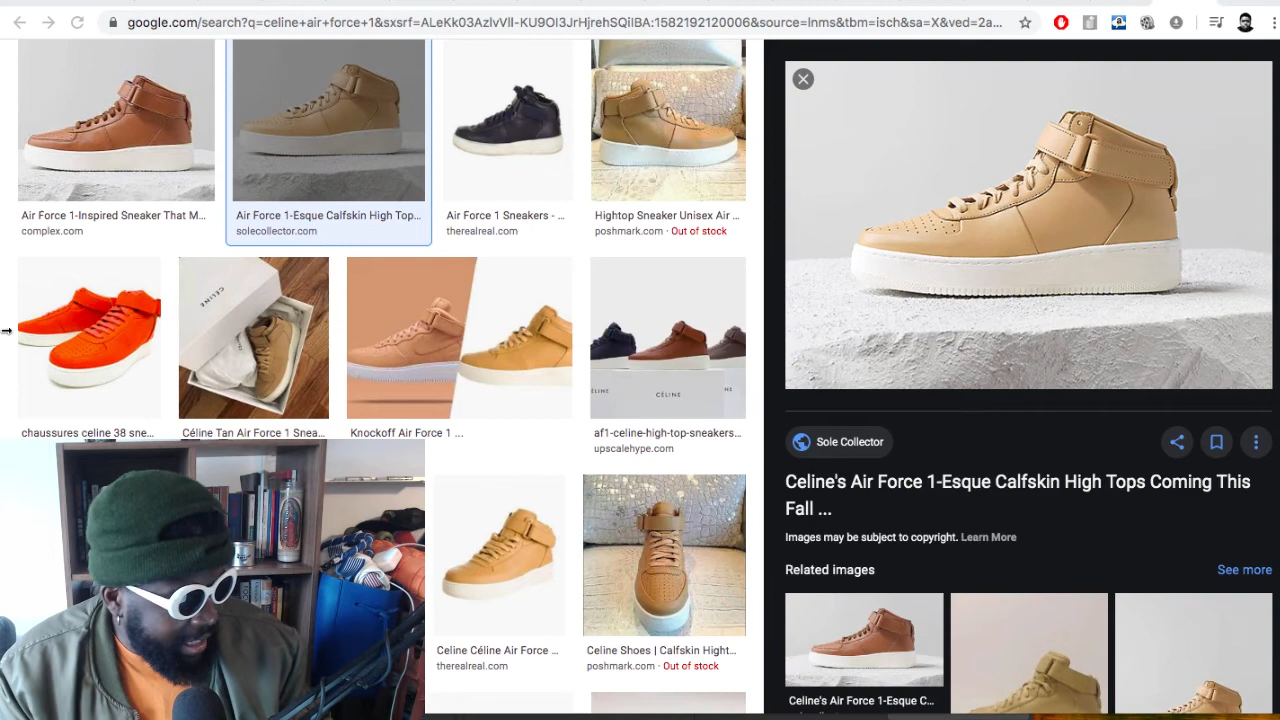 google.com/search?q=celine+air+force+1&sxsrf=ALeKk03AzlvVlI-KU9OI3JrHjrehSQiIBA:1582192120006&source=lnms&tbm=isch&sa=X&ved=2a...
Air Force 1-Inspired Sneaker That M...
complex.com
Air Force 1-Esque Calfskin High Top...
solecollector.com
Air Force 1 Sneakers - ...
therealreal.com
Hightop Sneaker Unisex Air ...
poshmark.com · Out of stock
CÉLINE
CÉLINE
chaussures celine 38 sne...
Céline Tan Air Force 1 Snea...
Knockoff Air Force 1 ...
af1-celine-high-top-sneakers...
upscalehype.com
Celine Céline Air Force ...
therealreal.com
Celine Shoes | Calfskin Hight...
poshmark.com · Out of stock
Sole Collector
Celine's Air Force 1-Esque Calfskin High Tops Coming This
Fall ...
Images may be subject to copyright. Learn More
Related images
See more
Celine's Air Force 1-Esque C...